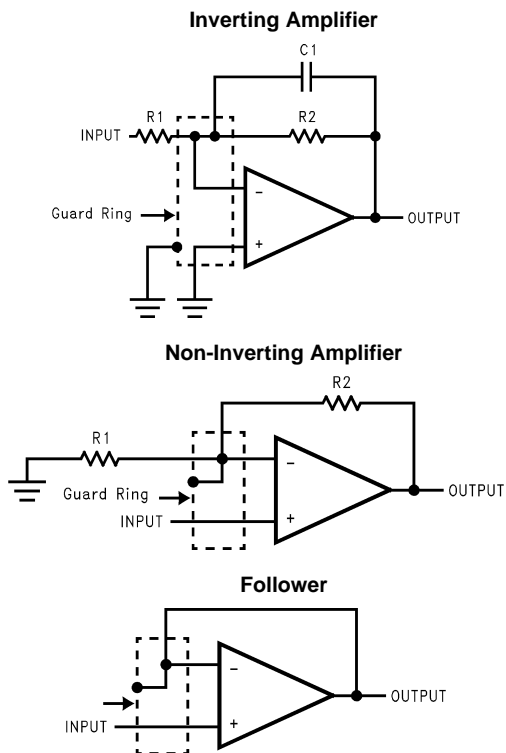 Inverting Amplifier
C1
R1
R2
INPUT
−
Guard Ring
OUTPUT
+
Non-Inverting Amplifier
R2
R1
−
Guard Ring
OUTPUT
INPUT
+
Follower
−
OUTPUT
INPUT
+